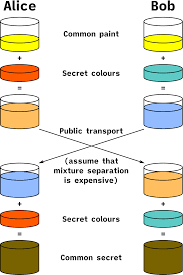 Alice Bob
Common paint
+ +
Secret colours
= =
Public transport
(assume that
mixture separation
is expensive)
+ +
Secret colours
= =
Common secret